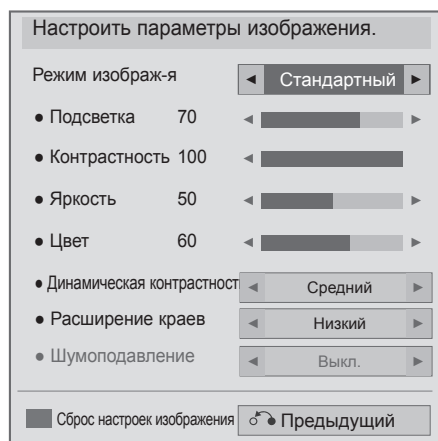 Настроить параметры изображения.
Режим изображ-я ◄ Стандартный ►
● Подсветка 70
● Контрастность 100
● Яркость 50
● Цвет 60
● Динамическая контрастност ◄ Средний ►
● Расширение краев ◄ Низкий ►
● Шумоподавление ◄ Выкл. ►
Сброс настроек изображения Предыдущий